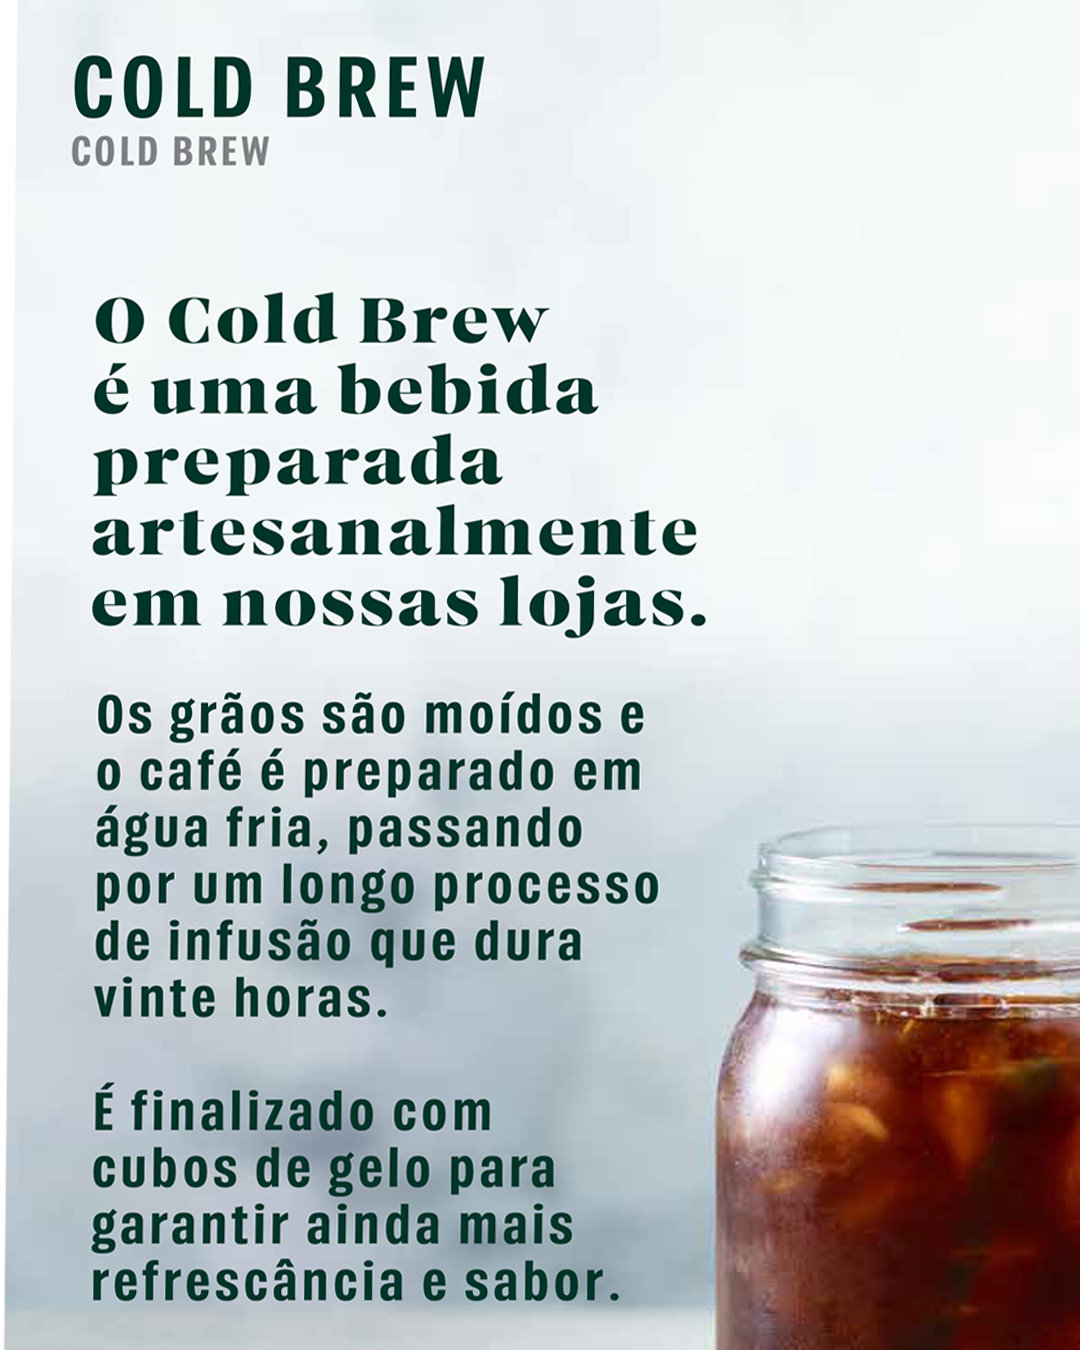 COLD BREW
COLD BREW
O Cold Brew
é uma bebida
preparada
artesanalmente
em nossas lojas.
Os grãos são moídos e
o café é preparado em
água fria, passando
por um longo processo
de infusão que dura
vinte horas.
É finalizado com
cubos de gelo para
garantir ainda mais
refrescância e sabor.